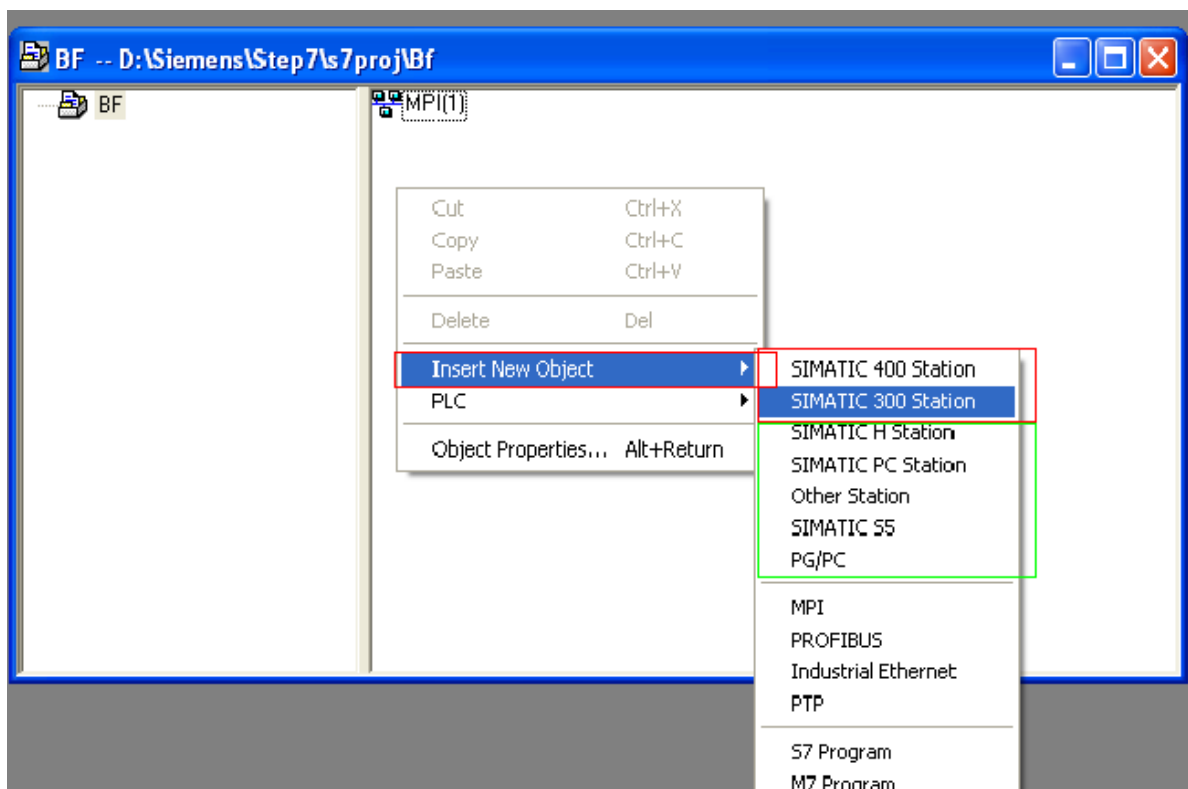 BF -- D:\Siemens\Step7\s7proj\Bf
BF
MPI(1)
Cut Ctrl+X
Copy Ctrl+C
Paste Ctrl+V
Delete Del
Insert New Object
PLC
Object Properties... Alt+Return
SIMATIC 400 Station
SIMATIC 300 Station
SIMATIC H Station
SIMATIC PC Station
Other Station
SIMATIC S5
PG/PC
MPI
PROFIBUS
Industrial Ethernet
PTP
S7 Program
M7 Program